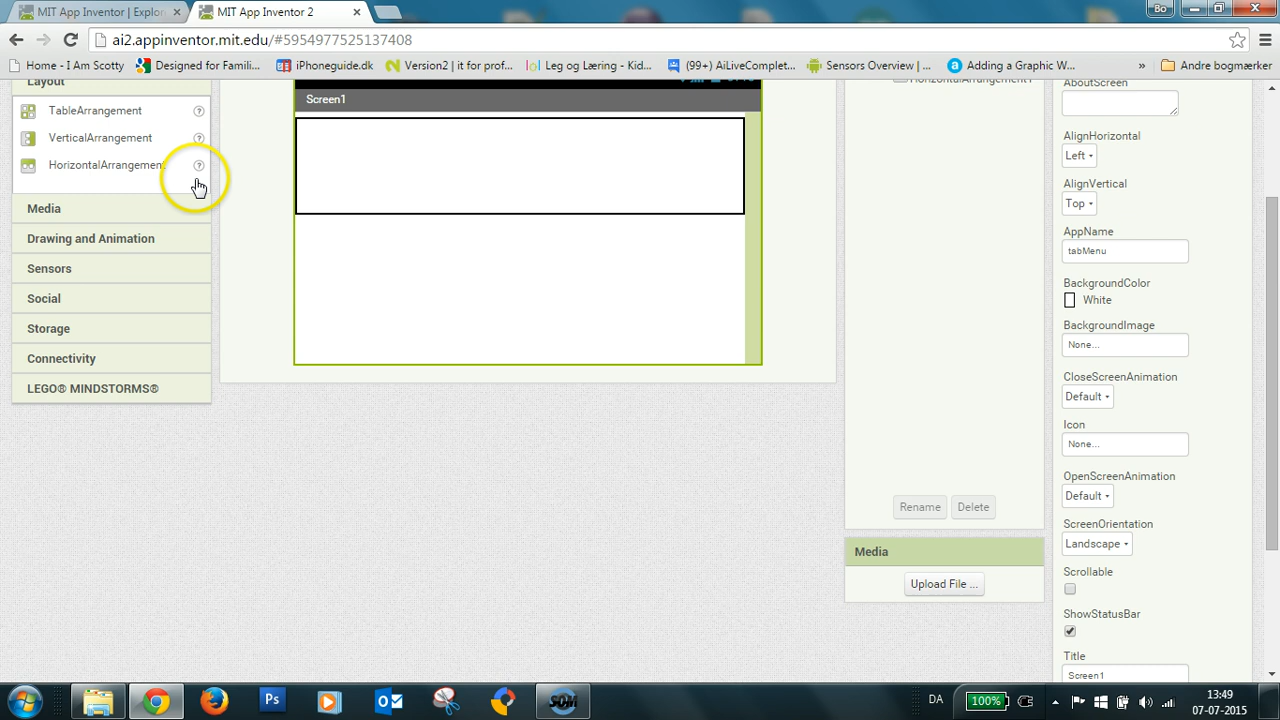 MIT App Inventor | Explor
MIT App Inventor 2
Bo
ai2.appinventor.mit.edu/#5954977525137408
Home - I Am Scotty
Designed for Famili...
iPhoneguide.dk
Version2 | it for prof...
Leg og Læring - Kid...
(99+) AiLiveComplet...
Sensors Overview | ...
Adding a Graphic W...
»
Andre bogmærker
Layout
TableArrangement
?
VerticalArrangement
?
HorizontalArrangement
?
Media
Drawing and Animation
Sensors
Social
Storage
Connectivity
LEGO® MINDSTORMS®
Screen1
HorizontalArrangement1
Rename
Delete
Media
Upload File ...
AboutScreen
AlignHorizontal
Left
AlignVertical
Top
AppName
tabMenu
BackgroundColor
White
BackgroundImage
None...
CloseScreenAnimation
Default
Icon
None...
OpenScreenAnimation
Default
ScreenOrientation
Landscape
Scrollable
ShowStatusBar
Title
Screen1
Ps
DA
100%
13:49
07-07-2015